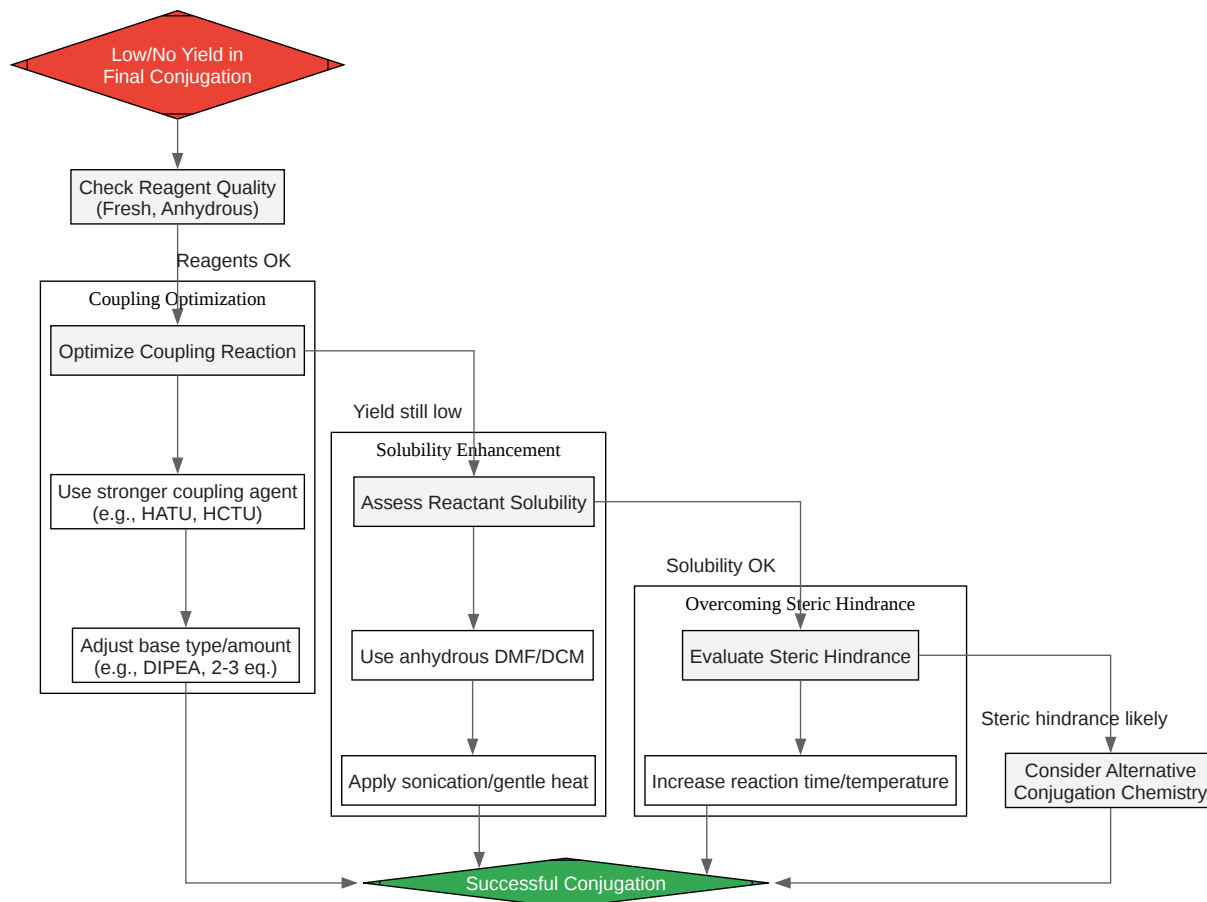 Low/No Yield in
Final Conjugation
Check Reagent Quality
(Fresh, Anhydrous)
Reagents OK
Coupling Optimization
Optimize Coupling Reaction
Yield still low
Use stronger coupling agent
(e.g., HATU, HCTU)
Solubility Enhancement
Assess Reactant Solubility
Solubility OK
Adjust base type/amount
(e.g., DIPEA, 2-3 eq.)
Use anhydrous DMF/DCM
Overcoming Steric Hindrance
Evaluate Steric Hindrance
Steric hindrance likely
Apply sonication/gentle heat
Increase reaction time/temperature
Consider Alternative
Conjugation Chemistry
Successful Conjugation